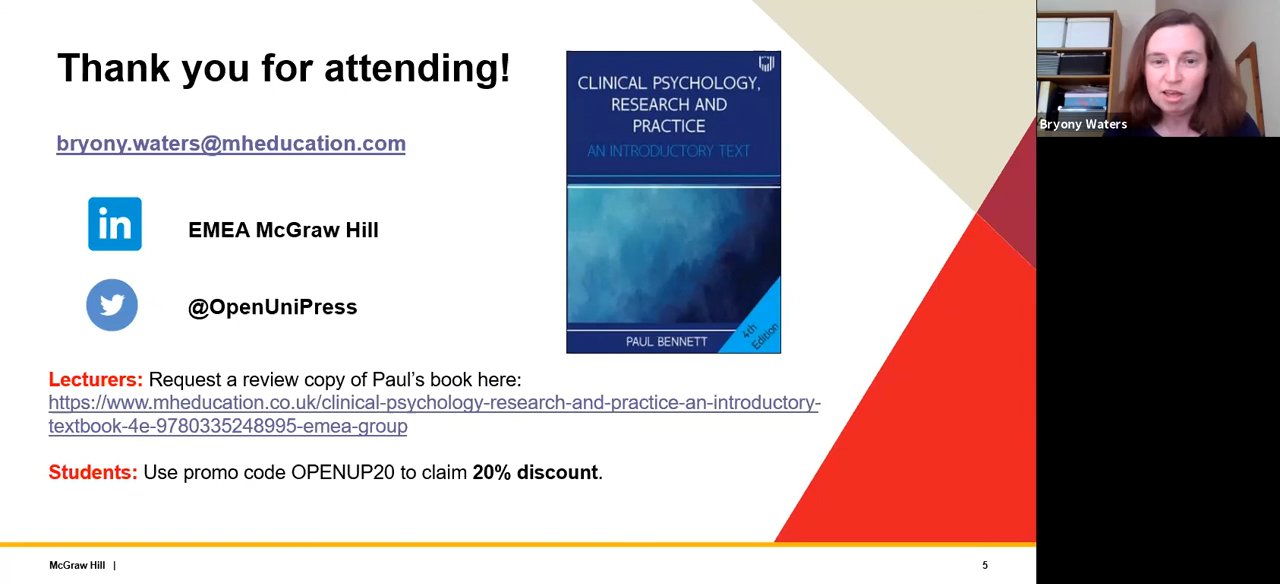 Thank you for attending!
bryony.waters@mheducation.com
in
EMEA McGraw Hill
@OpenUniPress
CLINICAL PSYCHOLOGY,
RESEARCH AND
PRACTICE
AN INTRODUCTORY TEXT
4th
Edition
PAUL BENNETT
Lecturers: Request a review copy of Paul's book here:
https://www.mheducation.co.uk/clinical-psychology-research-and-practice-an-introductory-
textbook-4e-9780335248995-emea-group
Students: Use promo code OPENUP20 to claim 20% discount.
McGraw Hill |
5
Bryony Waters